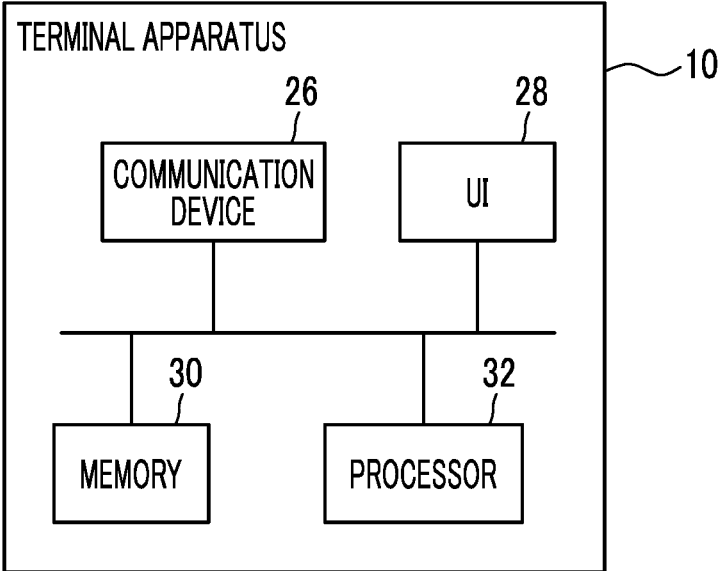 TERMINAL APPARATUS
10
26
28
COMMUNICATION
DEVICE
UI
30
32
MEMORY
PROCESSOR